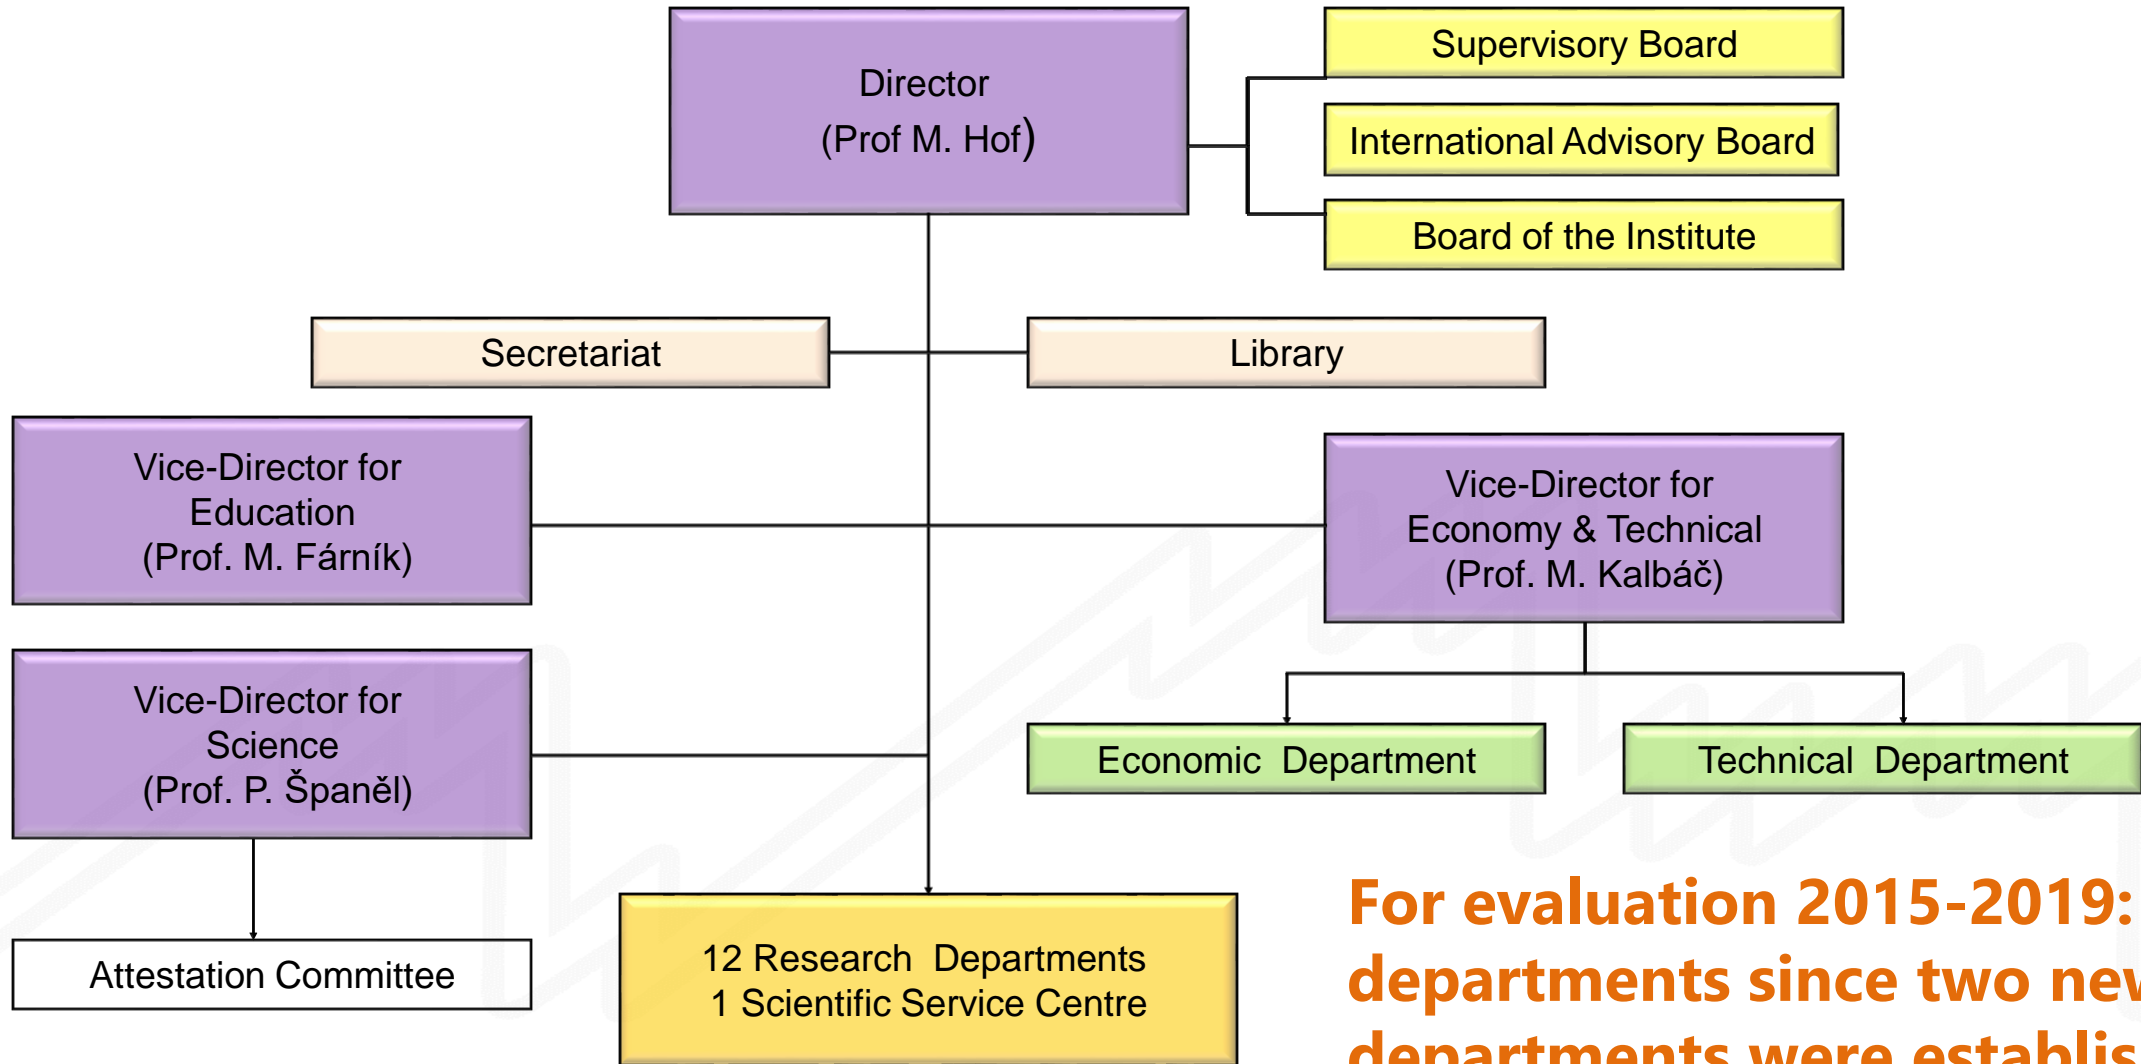 Director
(Prof M. Hof)
Supervisory Board
International Advisory Board
Board of the Institute
Secretariat
Library
Vice-Director for
Education
(Prof. M. Fárník)
Vice-Director for
Economy & Technical
(Prof. M. Kalbáč)
Vice-Director for
Science
(Prof. P. Španěl)
Economic Department
Technical Department
Attestation Committee
12 Research Departments
1 Scientific Service Centre
For evaluation 2015-2019:
departments since two
departments were